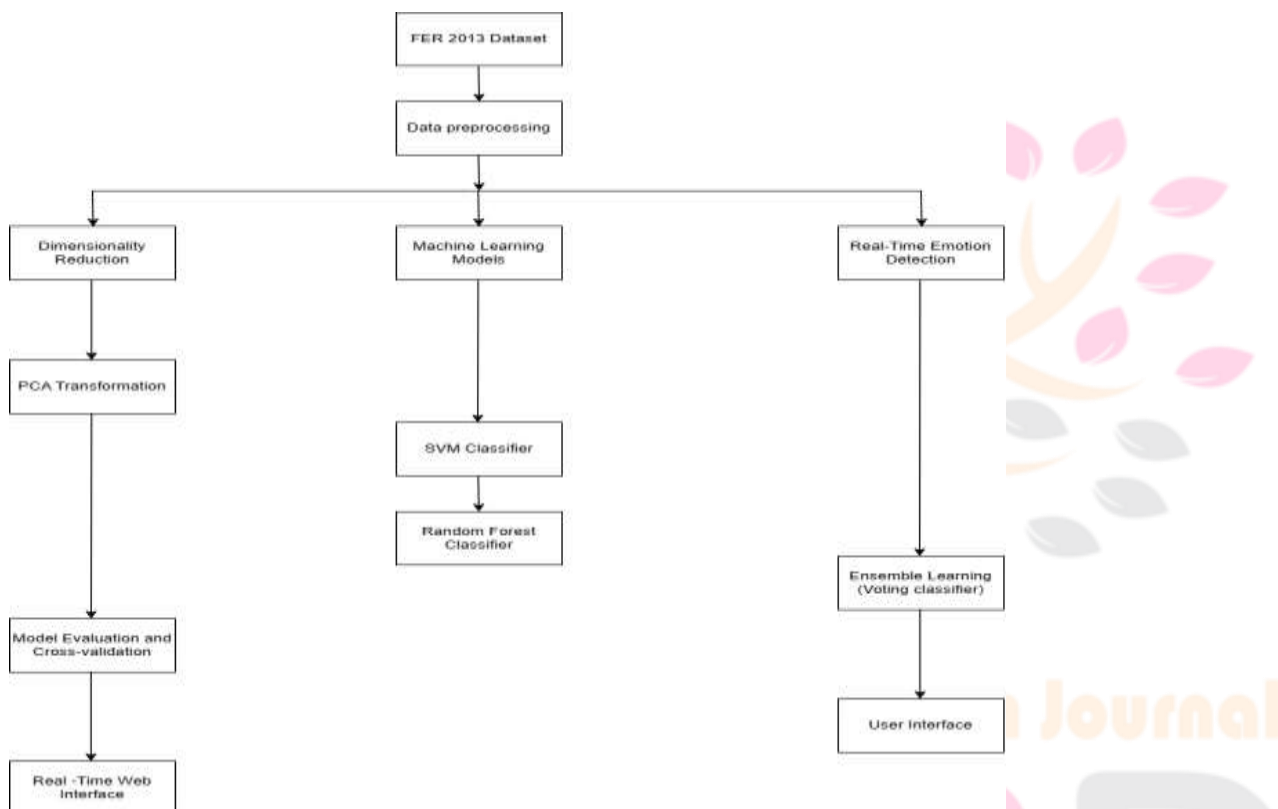 FER 2013 Dataset
Data preprocessing
Dimensionality
Reduction
Machine Learning
Models
Real-Time Emotion
Detection
PCA Transformation
SVM Classifier
Random Forest
Classifier
Ensemble Learning
(Voting classifier)
Model Evaluation and
Cross-validation
User Interface
Real -Time Web
Interface
Journal